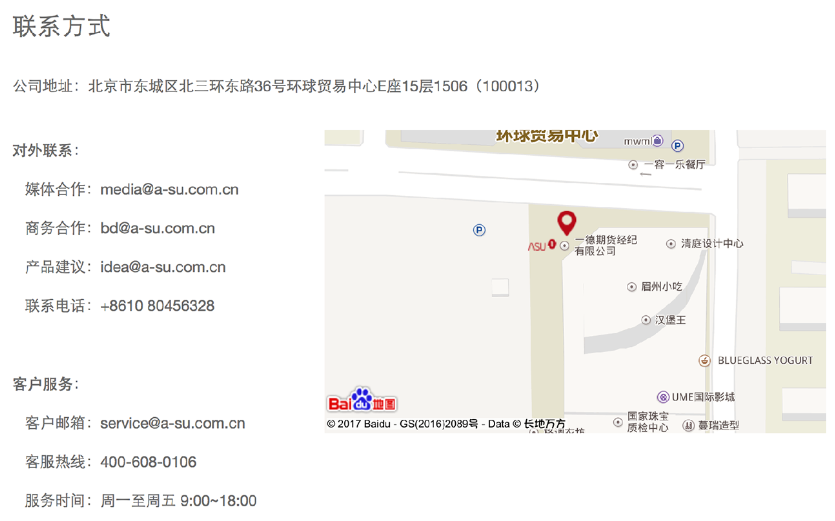 联系方式
公司地址：北京市东城区北三环东路36号环球贸易中心E座15层1506（100013）
对外联系：
媒体合作：media@a-su.com.cn
商务合作：bd@a-su.com.cn
产品建议：idea@a-su.com.cn
联系电话：+8610 80456328
客户服务：
客户邮箱：service@a-su.com.cn
客服热线：400-608-0106
服务时间：周一至周五 9:00~18:00
环球贸易中心
mwm
P
一容一乐餐厅
P
ASU
一德期货经纪
有限公司
清庭设计中心
眉州小吃
汉堡王
BLUEGLASS YOGURT
UME国际影城
国家珠宝
质检中心
蔓瑞造型
Baidu地图
© 2017 Baidu - GS(2016)2089号 - Data © 长地万方